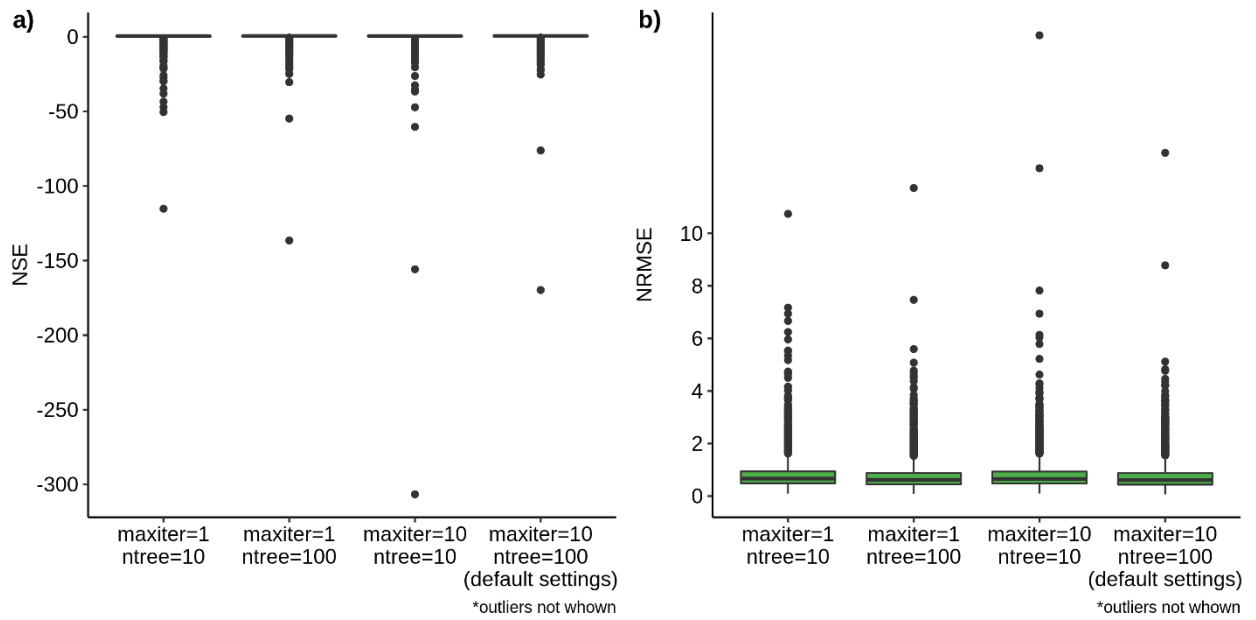 a)
NSE
0
-50
-100
-150
-200
-250
-300
maxiter=1
ntree=10
maxiter=1
ntree=100
maxiter=10
ntree=10
maxiter=10
ntree=100
(default settings)
*outliers not whown
b)
NRMSE
10
8
6
4
2
0
maxiter=1
ntree=10
maxiter=1
ntree=100
maxiter=10
ntree=10
maxiter=10
ntree=100
(default settings)
*outliers not whown